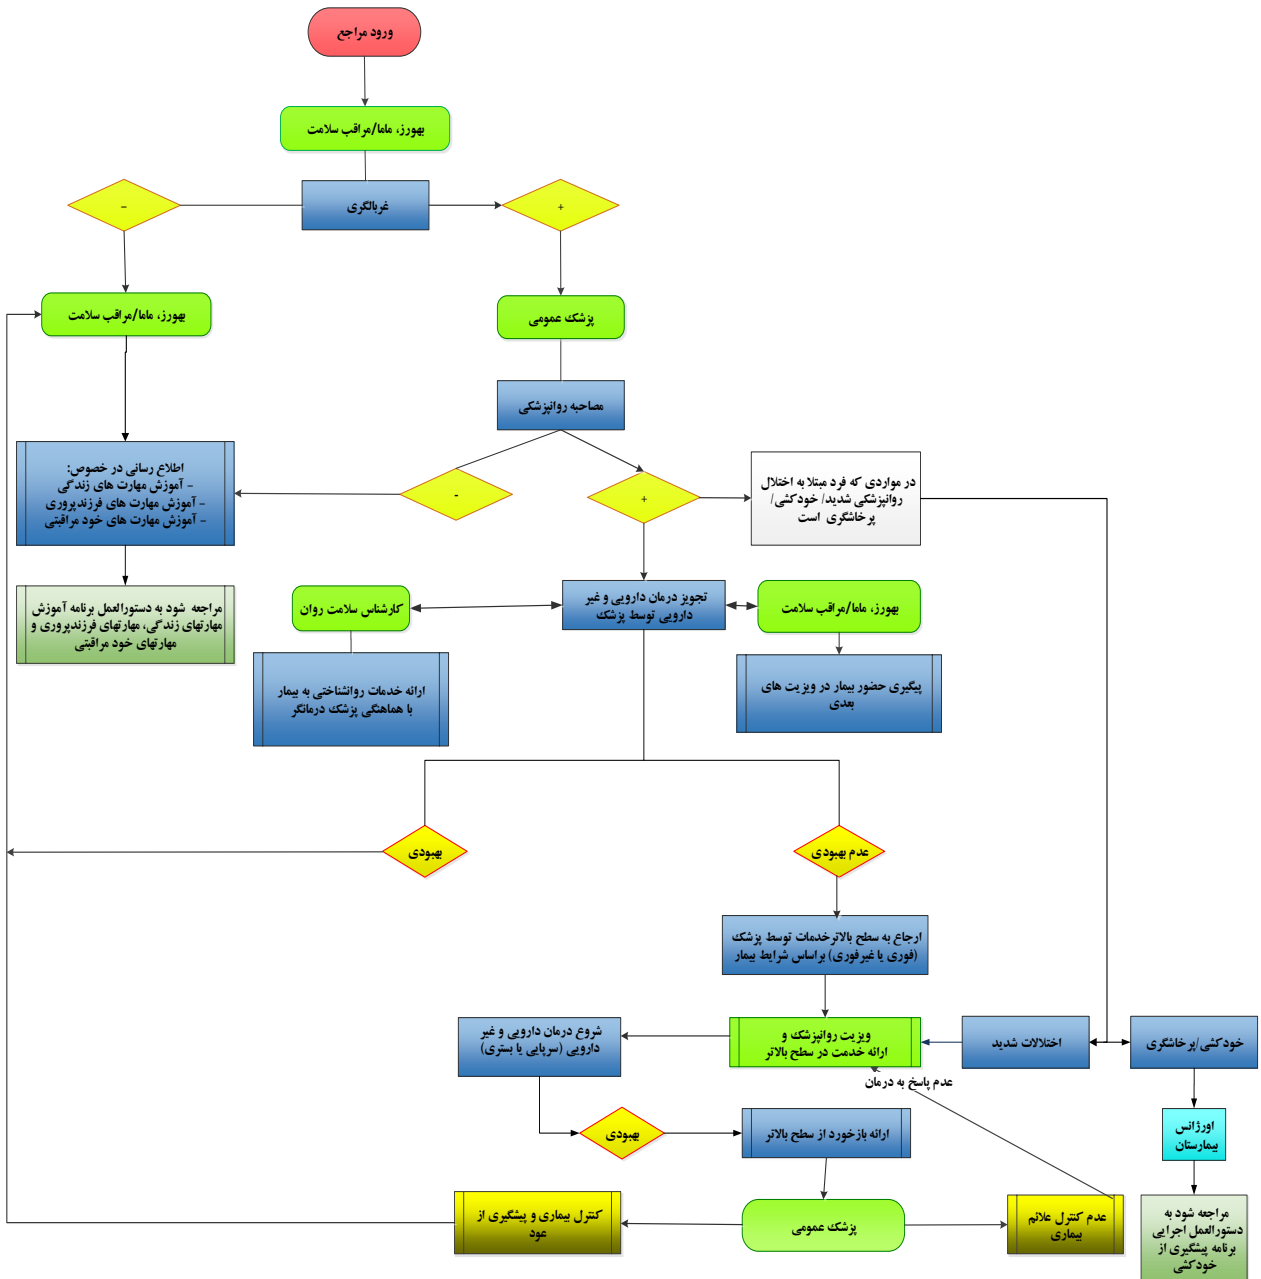 ورود مراجع
بهورز، ماما/مراقب سلامت
-
غربالگری
+
بهورز، ماما/مراقب سلامت
پزشک عمومی
مصاحبه روانپزشکی
اطلاع رسانی در خصوص:
- آموزش مهارت های زندگی
- آموزش مهارت های فرزندپروری
- آموزش مهارت های خود مراقبتی
-
+
در مواردی که فرد مبتلا به اختلال
روانپزشکی شدید/ خودکشی/
پرخاشگری است
مراجعه شود به دستورالعمل برنامه آموزش
مهارتهای زندگی، مهارتهای فرزندپروری و
مهارتهای خود مراقبتی
کارشناس سلامت روان
تجویز درمان دارویی و غیر
دارویی توسط پزشک
بهورز، ماما/مراقب سلامت
ارائه خدمات روانشناختی به بیمار
با هماهنگی پزشک درمانگر
پیگیری حضور بیمار در ویزیت های
بعدی
بهبودی
عدم بهبودی
ارجاع به سطح بالاترخدمات توسط پزشک
(فوری یا غیرفوری) براساس شرایط بیمار
شروع درمان دارویی و غیر
دارویی (سرپایی یا بستری)
ویزیت روانپزشک و
ارائه خدمت در سطح بالاتر
اختلالات شدید
خودکشی/پرخاشگری
عدم پاسخ به درمان
بهبودی
ارائه بازخورد از سطح بالاتر
اورژانس
بیمارستان
کنترل بیماری و پیشگیری از
عود
پزشک عمومی
عدم کنترل علائم
بیماری
مراجعه شود به
دستورالعمل اجرایی
برنامه پیشگیری از
خودکشی